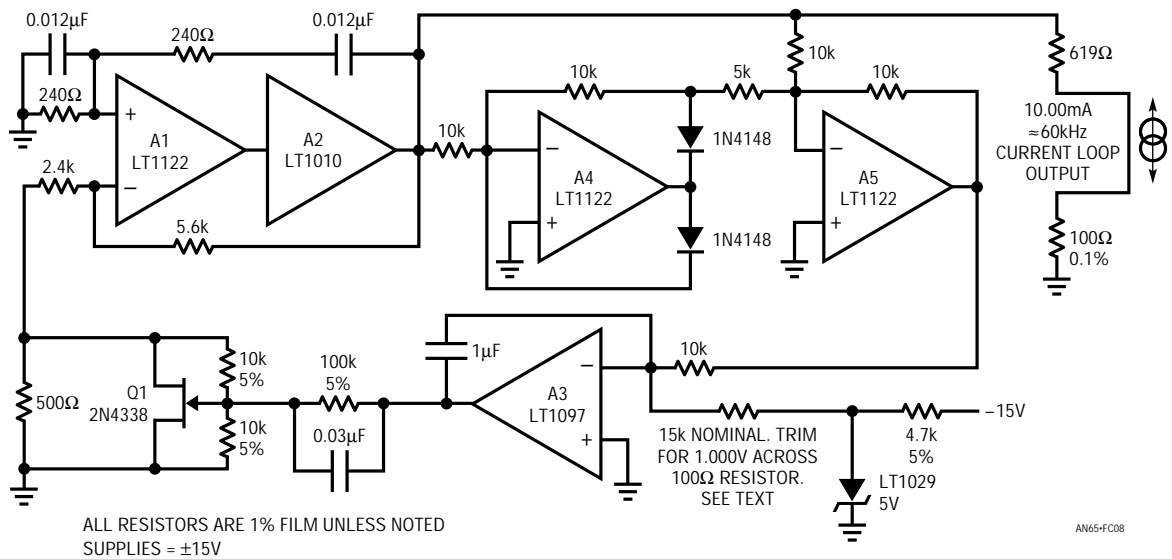 0.012µF
0.012µF
240Ω
240Ω
+
A1
LT1122
–
A2
LT1010
2.4k
5.6k
10k
10k
5k
10k
10k
–
A4
LT1122
+
1N4148
1N4148
–
A5
LT1122
+
619Ω
10.00mA
≈60kHz
CURRENT LOOP
OUTPUT
100Ω
0.1%
500Ω
Q1
2N4338
10k
5%
10k
5%
100k
5%
0.03µF
1µF
–
A3
LT1097
+
10k
15k NOMINAL. TRIM
FOR 1.000V ACROSS
100Ω RESISTOR.
SEE TEXT
–15V
4.7k
5%
LT1029
5V
ALL RESISTORS ARE 1% FILM UNLESS NOTED
SUPPLIES = ±15V
AN65•FC08